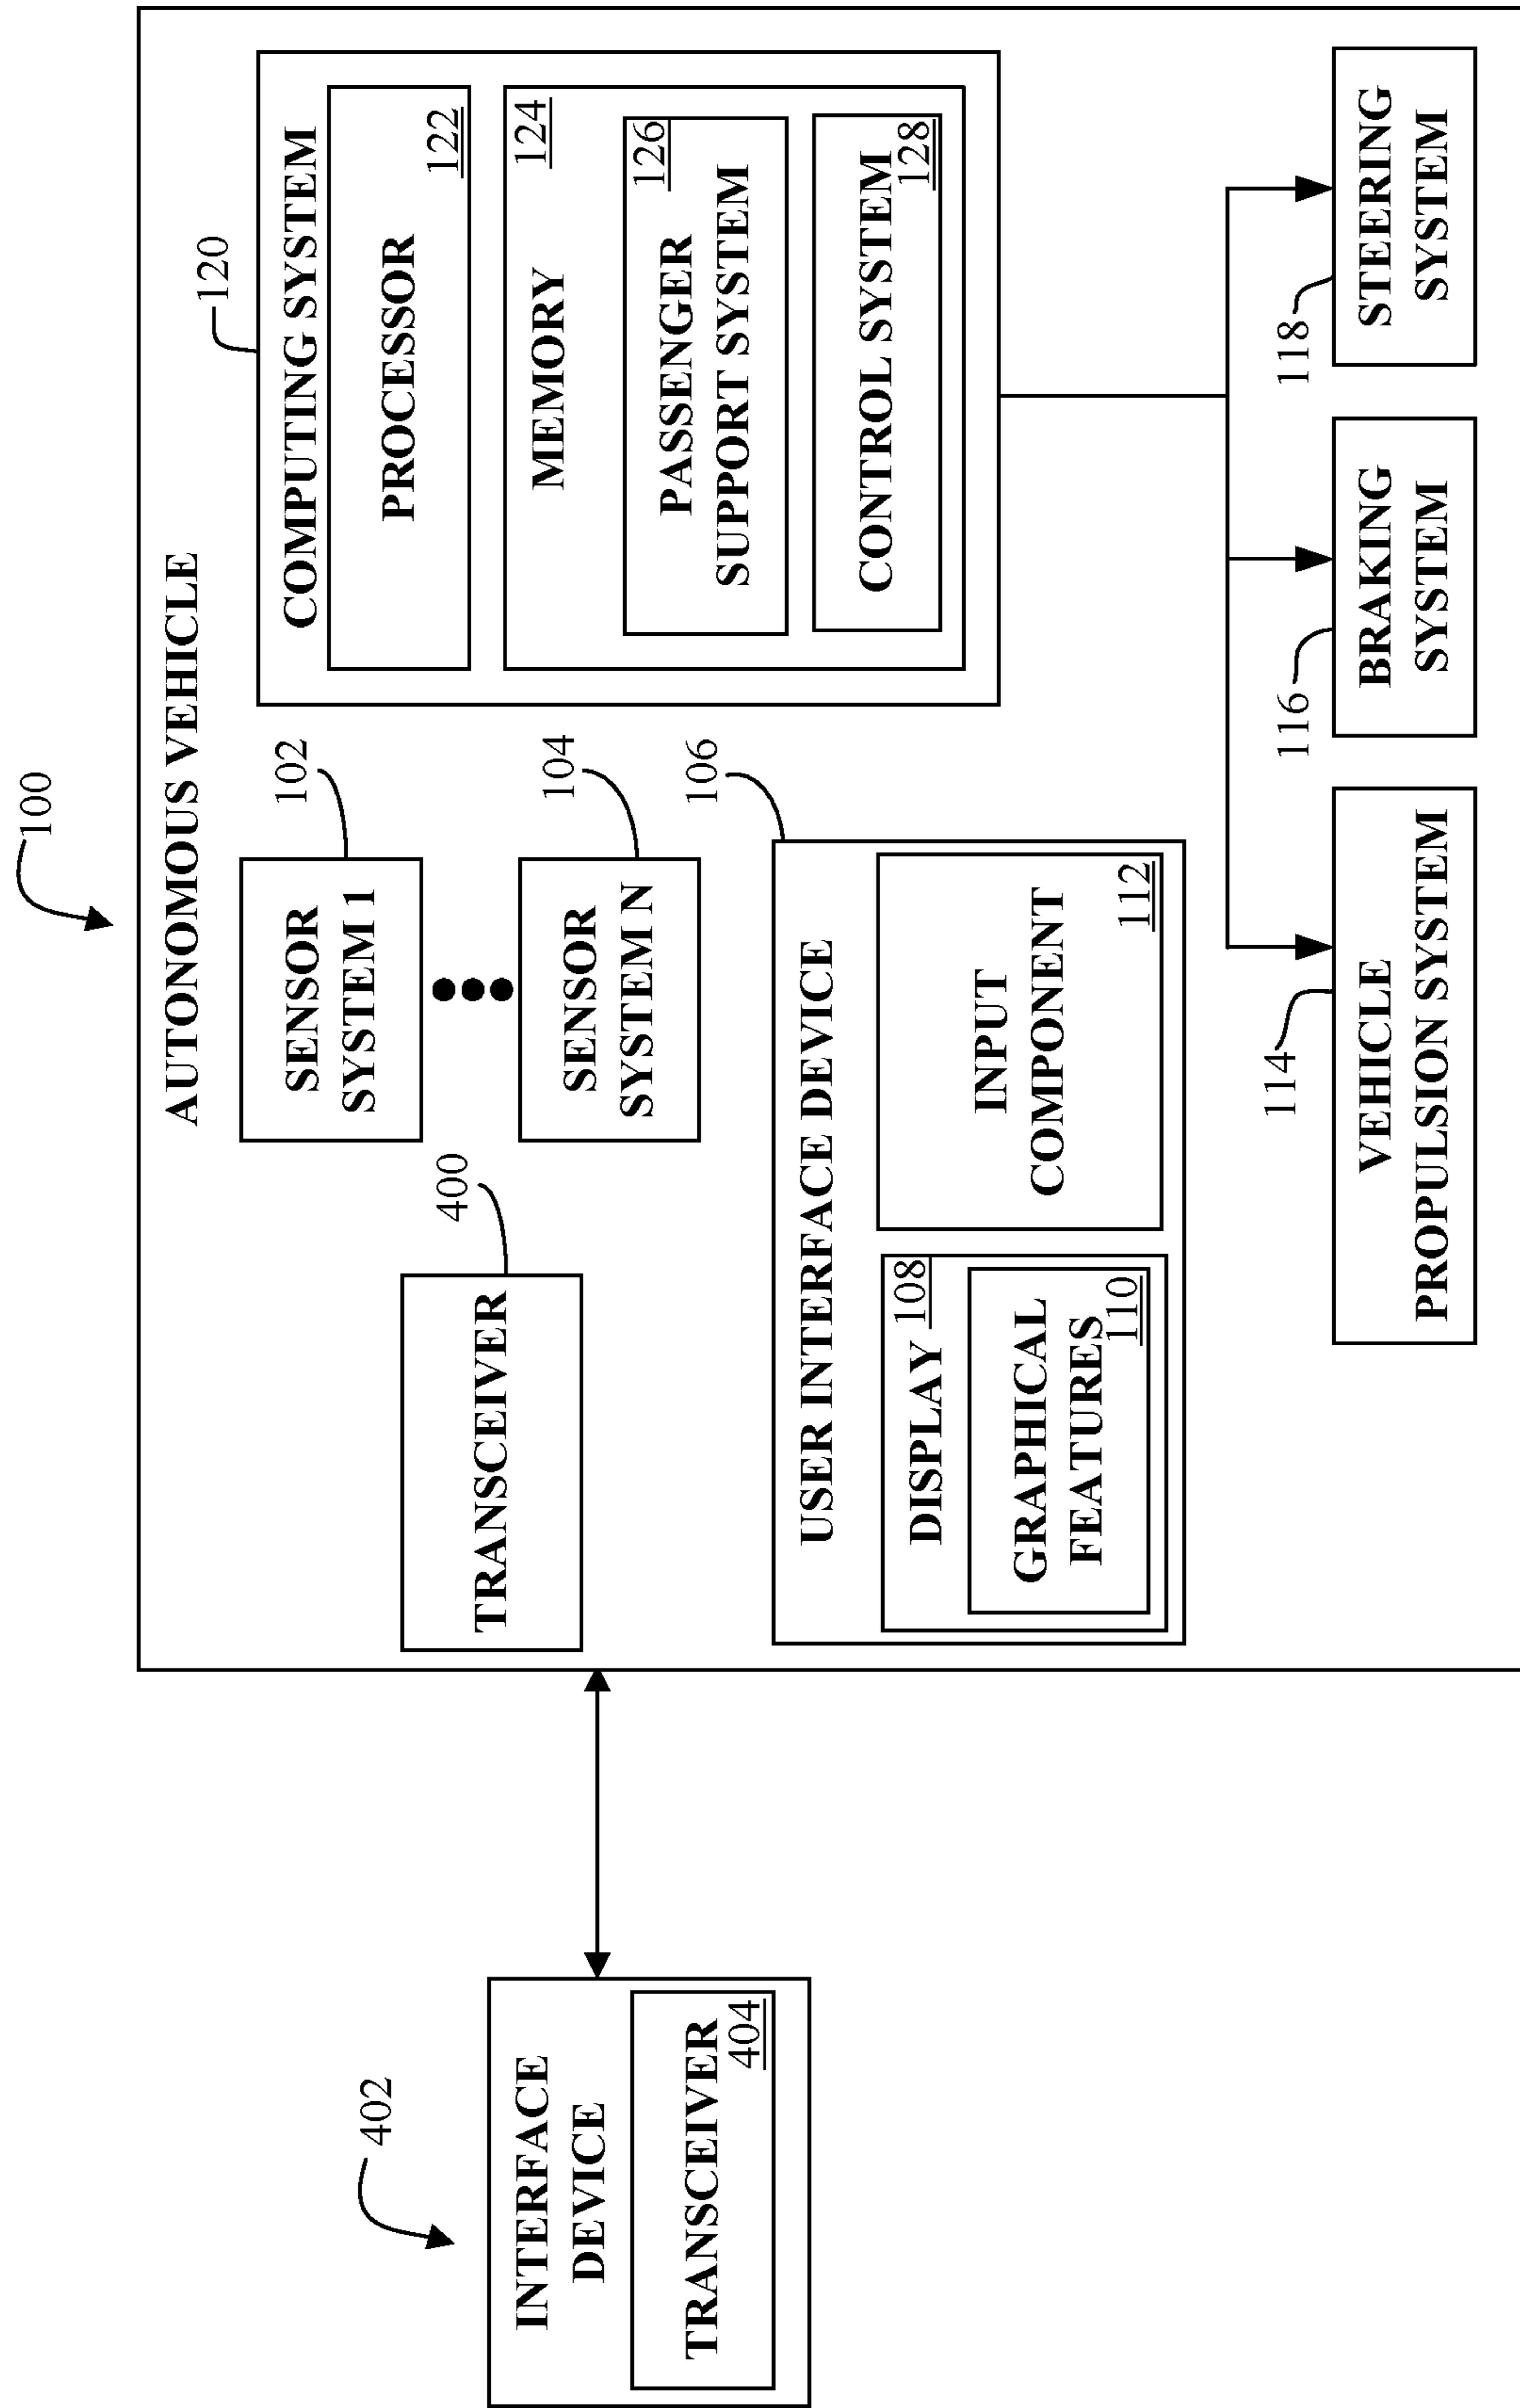 100
AUTONOMOUS VEHICLE
402
INTERFACE
DEVICE
TRANSCEIVER
404
TRANSCEIVER
400
SENSOR
SYSTEM 1
102
SENSOR
SYSTEM N
104
USER INTERFACE DEVICE
106
DISPLAY 108
GRAPHICAL
FEATURES
110
INPUT
COMPONENT
112
120
COMPUTING SYSTEM
PROCESSOR
122
MEMORY
124
PASSENGER
SUPPORT SYSTEM
126
CONTROL SYSTEM
128
114
VEHICLE
PROPULSION SYSTEM
116
BRAKING
SYSTEM
118
STEERING
SYSTEM